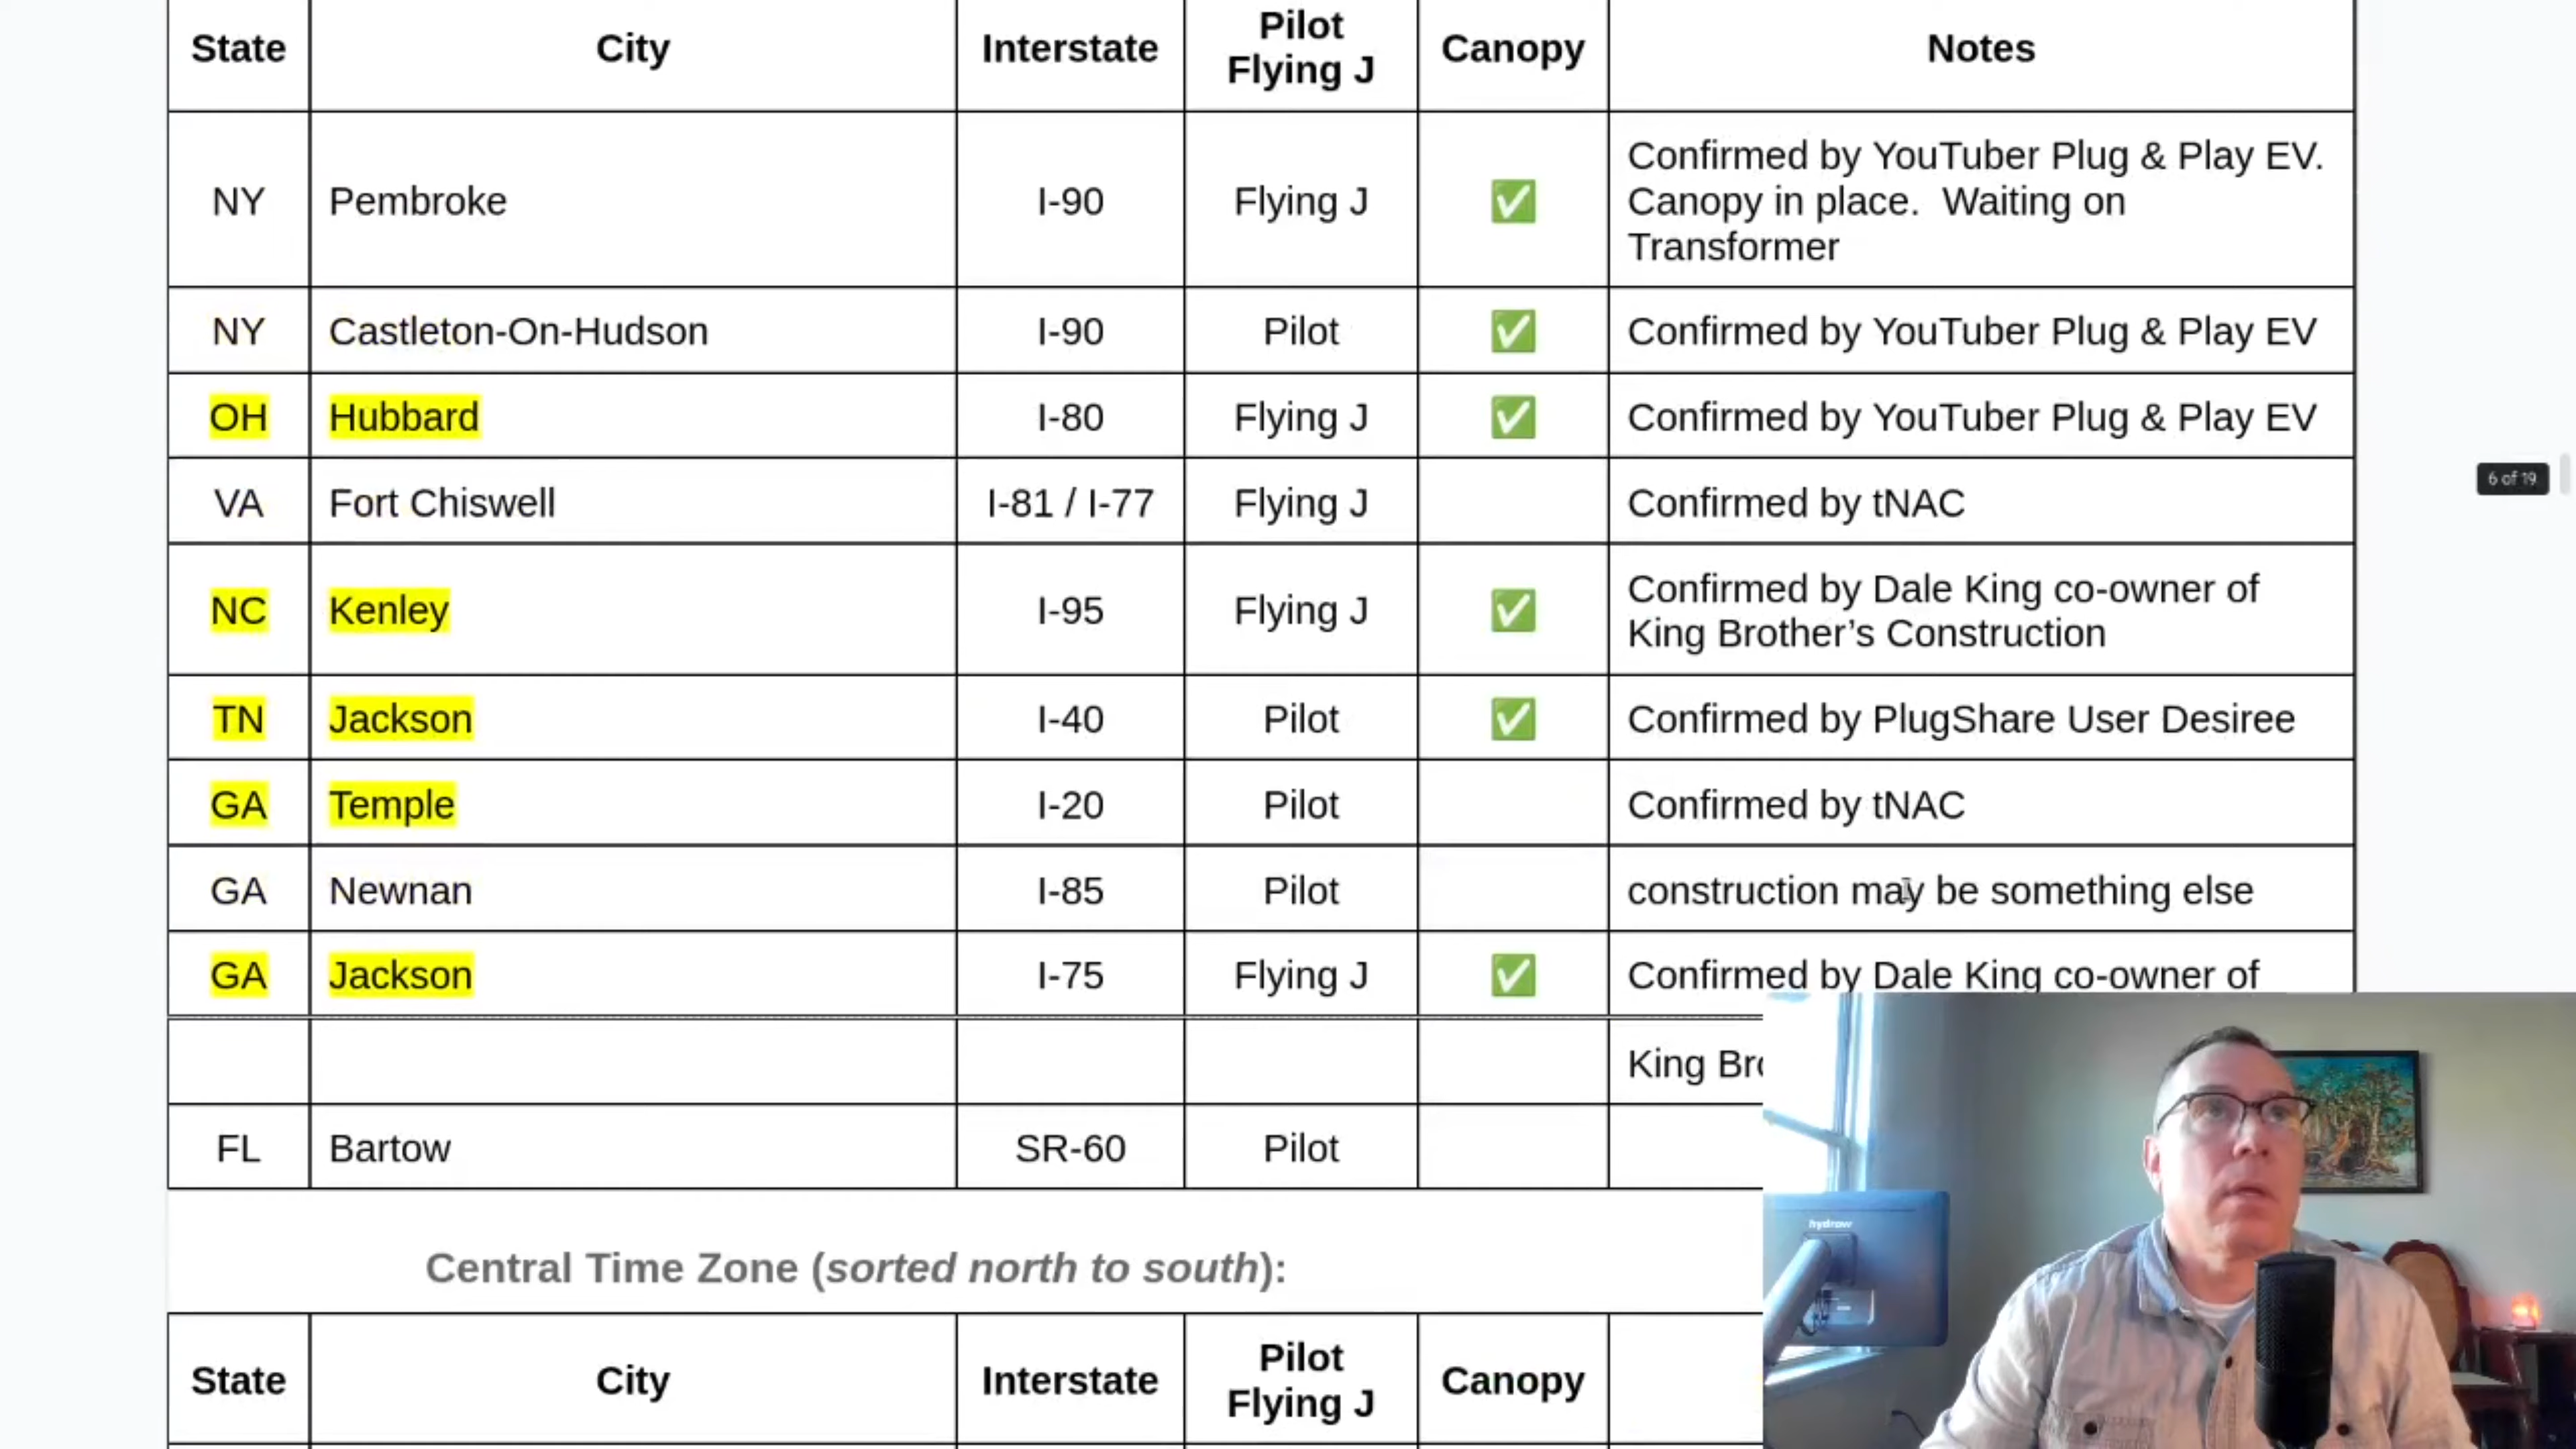 State City Interstate Pilot Flying J Canopy Notes
NY Pembroke I-90 Flying J ✅ Confirmed by YouTuber Plug & Play EV.
Canopy in place.  Waiting on
Transformer
NY Castleton-On-Hudson I-90 Pilot ✅ Confirmed by YouTuber Plug & Play EV
OH Hubbard I-80 Flying J ✅ Confirmed by YouTuber Plug & Play EV
6 of 19
VA Fort Chiswell I-81 / I-77 Flying J Confirmed by tNAC
NC Kenley I-95 Flying J ✅ Confirmed by Dale King co-owner of
King Brother’s Construction
TN Jackson I-40 Pilot ✅ Confirmed by PlugShare User Desiree
GA Temple I-20 Pilot Confirmed by tNAC
GA Newnan I-85 Pilot construction may be something else
GA Jackson I-75 Flying J ✅ Confirmed by Dale King co-owner of
King
FL Bartow SR-60 Pilot
hydrow
Central Time Zone (sorted north to south):
State City Interstate Pilot Flying J Canopy